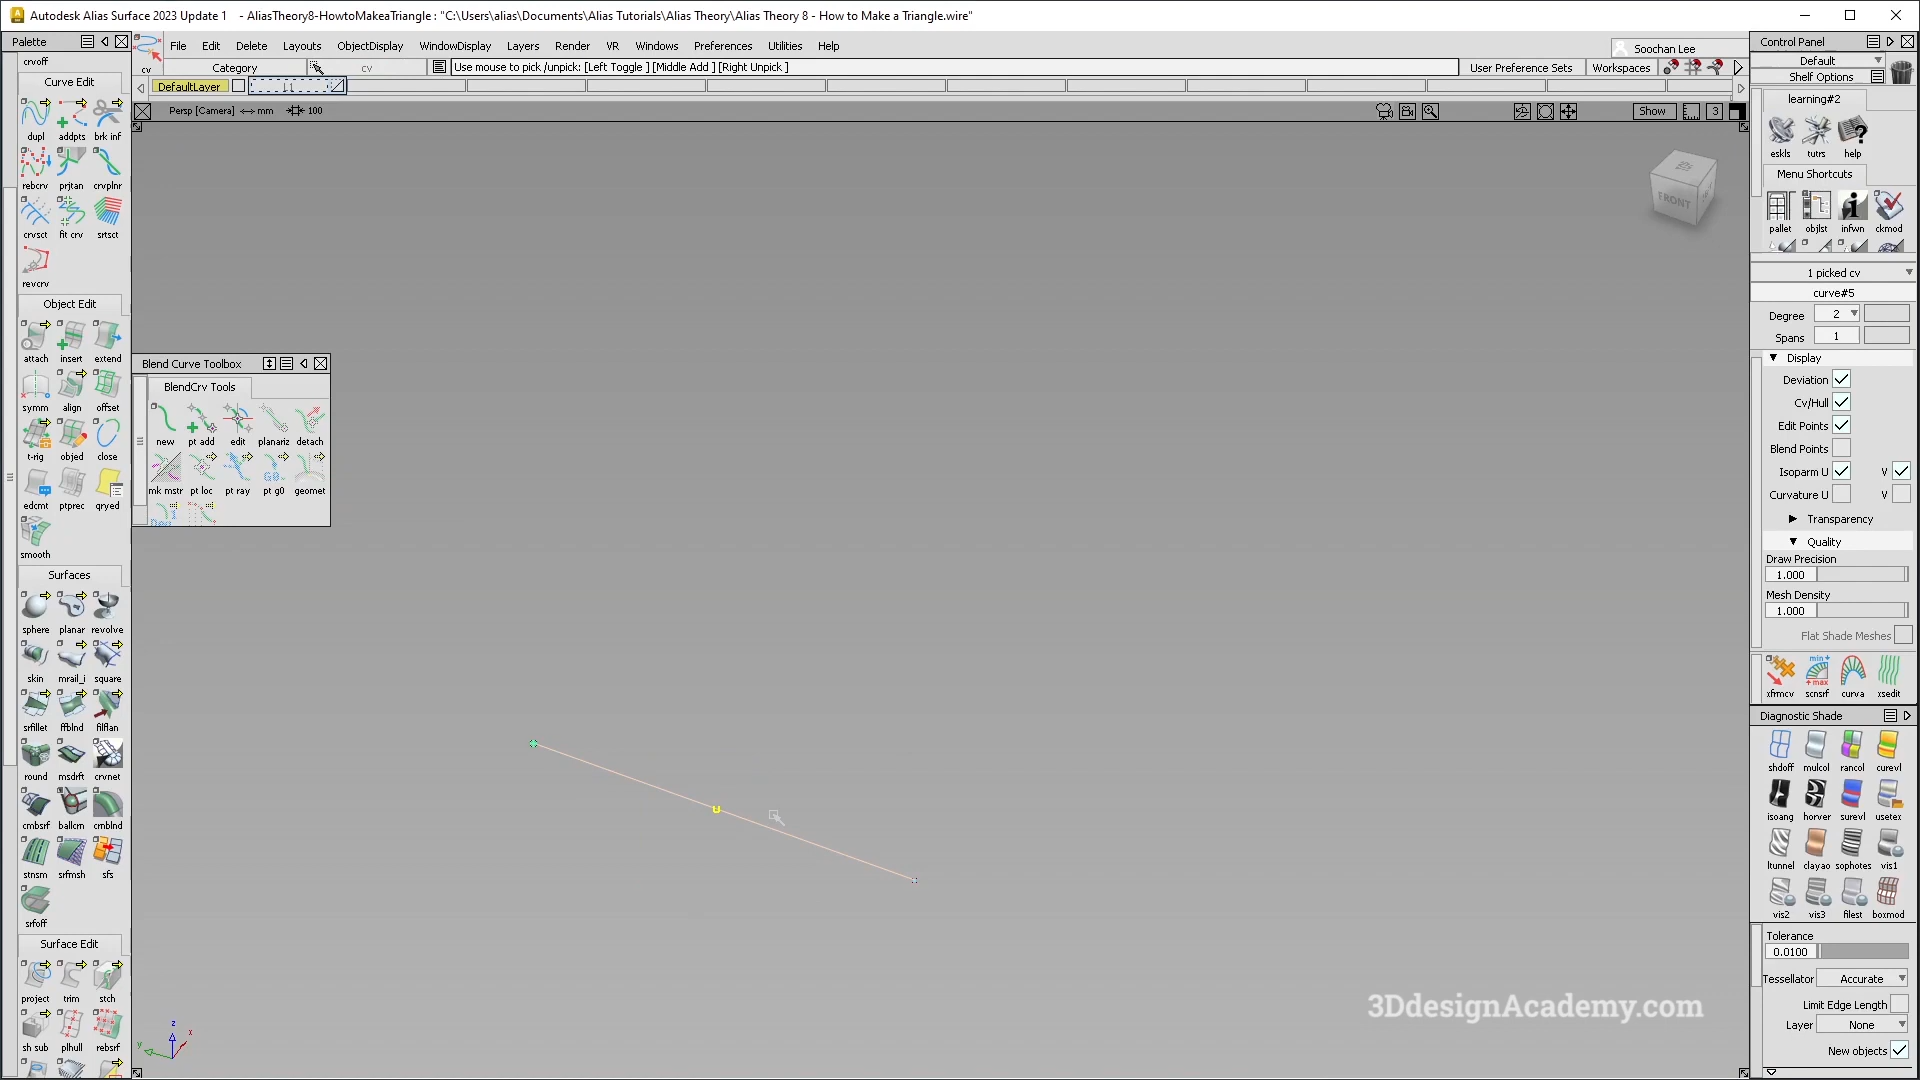 Autodesk Alias Surface 2023 Update 1 - AliasTheory8-HowtoMakeaTriangle : "C:\Users\alias\Documents\Alias Tutorials\Alias Theory\Alias Theory 8 - How to Make a Triangle.wire"
Palette
File Edit Delete Layouts ObjectDisplay WindowDisplay Layers Render VR Windows Preferences Utilities Help
Soochan Lee
cv
Category
cv
Use mouse to pick /unpick: [Left Toggle ] [Middle Add ] [Right Unpick ]
User Preference Sets
Workspaces
DefaultLayer
L1
Persp [Camera] mm 100
Show
3
FRONT
crvoff
Curve Edit
dupl addpts brk inf
rebcrv prjtan crvplnr
crvsct fit crv srtsct
revcrv
Object Edit
attach insert extend
symm align offset
t-rig objed close
edcmt ptprec qryed
smooth
Surfaces
sphere planar revolve
skin mrail_i square
srfillet ffblnd filflan
round msdrft crvnet
cmbsrf ballcrn cmblnd
stnsm srfmsh sfs
srfoff
Surface Edit
project trim stch
sh sub plhull rebsrf
Blend Curve Toolbox
BlendCrv Tools
new pt add edit planariz detach
mk mstr pt loc pt ray pt g0 geomet
U
z
x
y
3DdesignAcademy.com
Control Panel
Default
Shelf Options
learning#2
eskls tutrs help
Menu Shortcuts
pallet objlst infwn ckmod
1 picked cv
curve#5
Degree 2
Spans 1
Display
Deviation
Cv/Hull
Edit Points
Blend Points
Isoparm U V
Curvature U V
Transparency
Quality
Draw Precision
1.000
Mesh Density
1.000
Flat Shade Meshes
min+ +max
xfrmcv scnsrf curva xsedit
Diagnostic Shade
shdoff mulcol rancol curevl
isoang horver surevl usetex
ltunnel clayao sophotes vis1
vis2 vis3 filest boxmod
Tolerance
0.0100
Tessellator Accurate
Limit Edge Length
Layer None
New objects